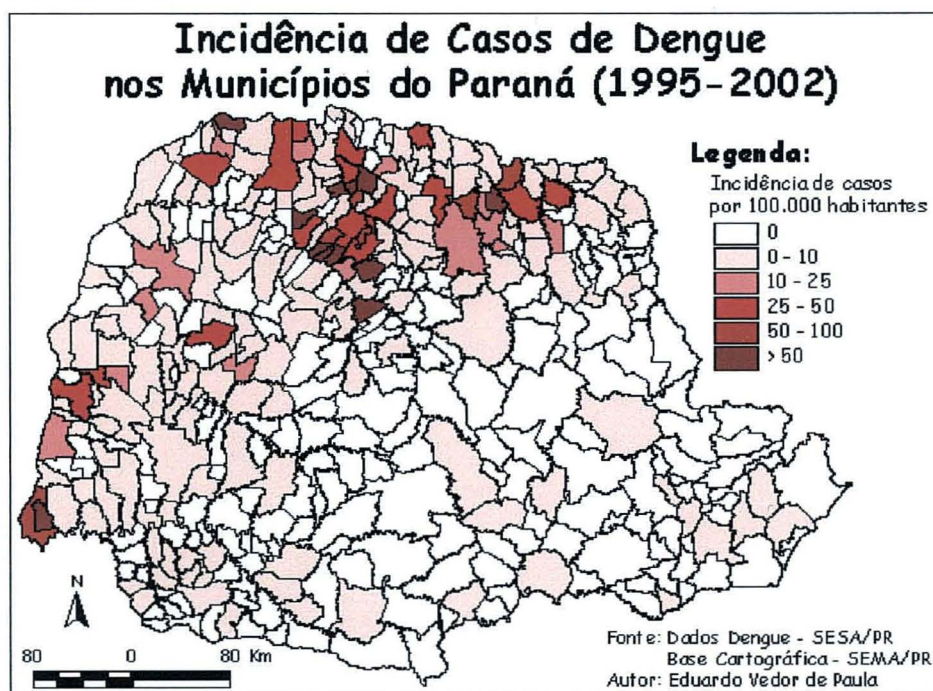 Incidência de Casos de Dengue
nos Municípios do Paraná (1995-2002)
Legenda:
Incidência de casos
por 100.000 habitantes
0
0 - 10
10 - 25
25 - 50
50 - 100
> 50
N
80 0 80 Km
Fonte: Dados Dengue - SESA/PR
Base Cartográfica - SEMA/PR
Autor: Eduardo Vedor de Paula